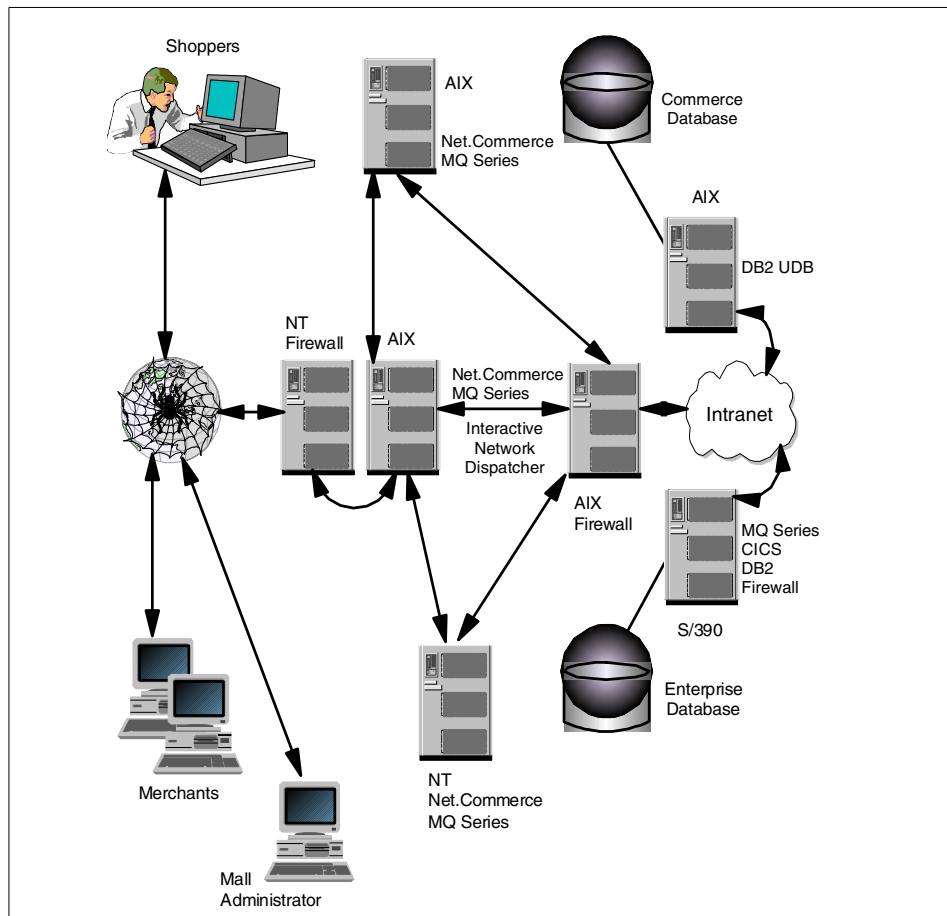 Shoppers
AIX
Net.Commerce
MQ Series
Commerce
Database
AIX
DB2 UDB
NT
Firewall
AIX
Net.Commerce
MQ Series
Interactive
Network
Dispatcher
AIX
Firewall
Intranet
MQ Series
CICS
DB2
Firewall
S/390
Enterprise
Database
NT
Net.Commerce
MQ Series
Merchants
Mall
Administrator